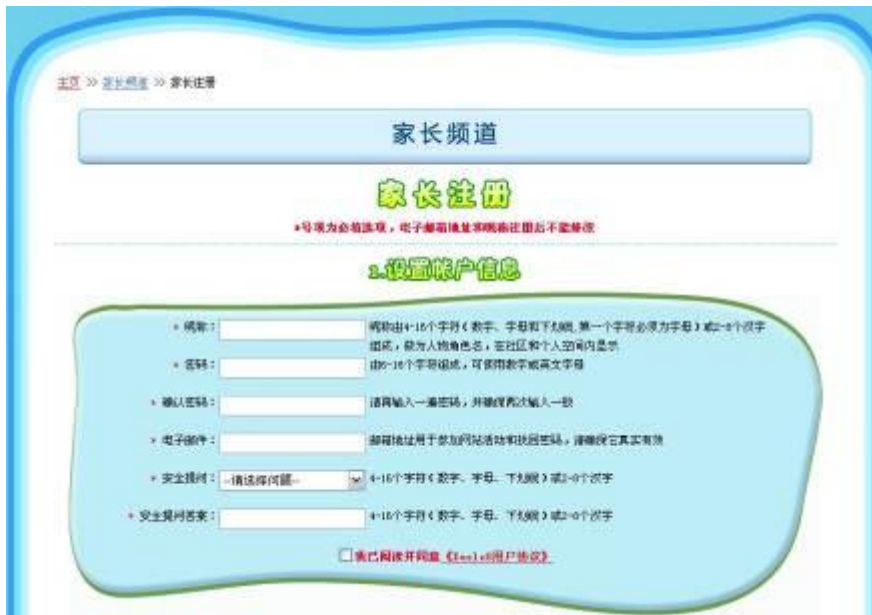 主页 >> 家长频道 >> 家长注册
家长频道
家长注册
*号项为必填选项，电子邮箱地址和昵称注册后不能修改
1.设置帐户信息
* 昵称： 昵称由4-16个字符(数字、字母和下划线,第一个字符必须为字母)或2-8个汉字
组成，做为人物角色名，在社区和个人空间内显示
* 密码： 由6-16个字符组成，可使用数字或英文字母
* 确认密码： 请再输入一遍密码，并确保两次输入一致
* 电子邮件： 邮箱地址用于参加网站活动和找回密码，请确保它真实有效
* 安全提问： --请选择问题-- 4-16个字符(数字、字母、下划线)或2-8个汉字
* 安全提问答案： 4-16个字符(数字、字母、下划线)或2-8个汉字
我已阅读并同意 用户协议》